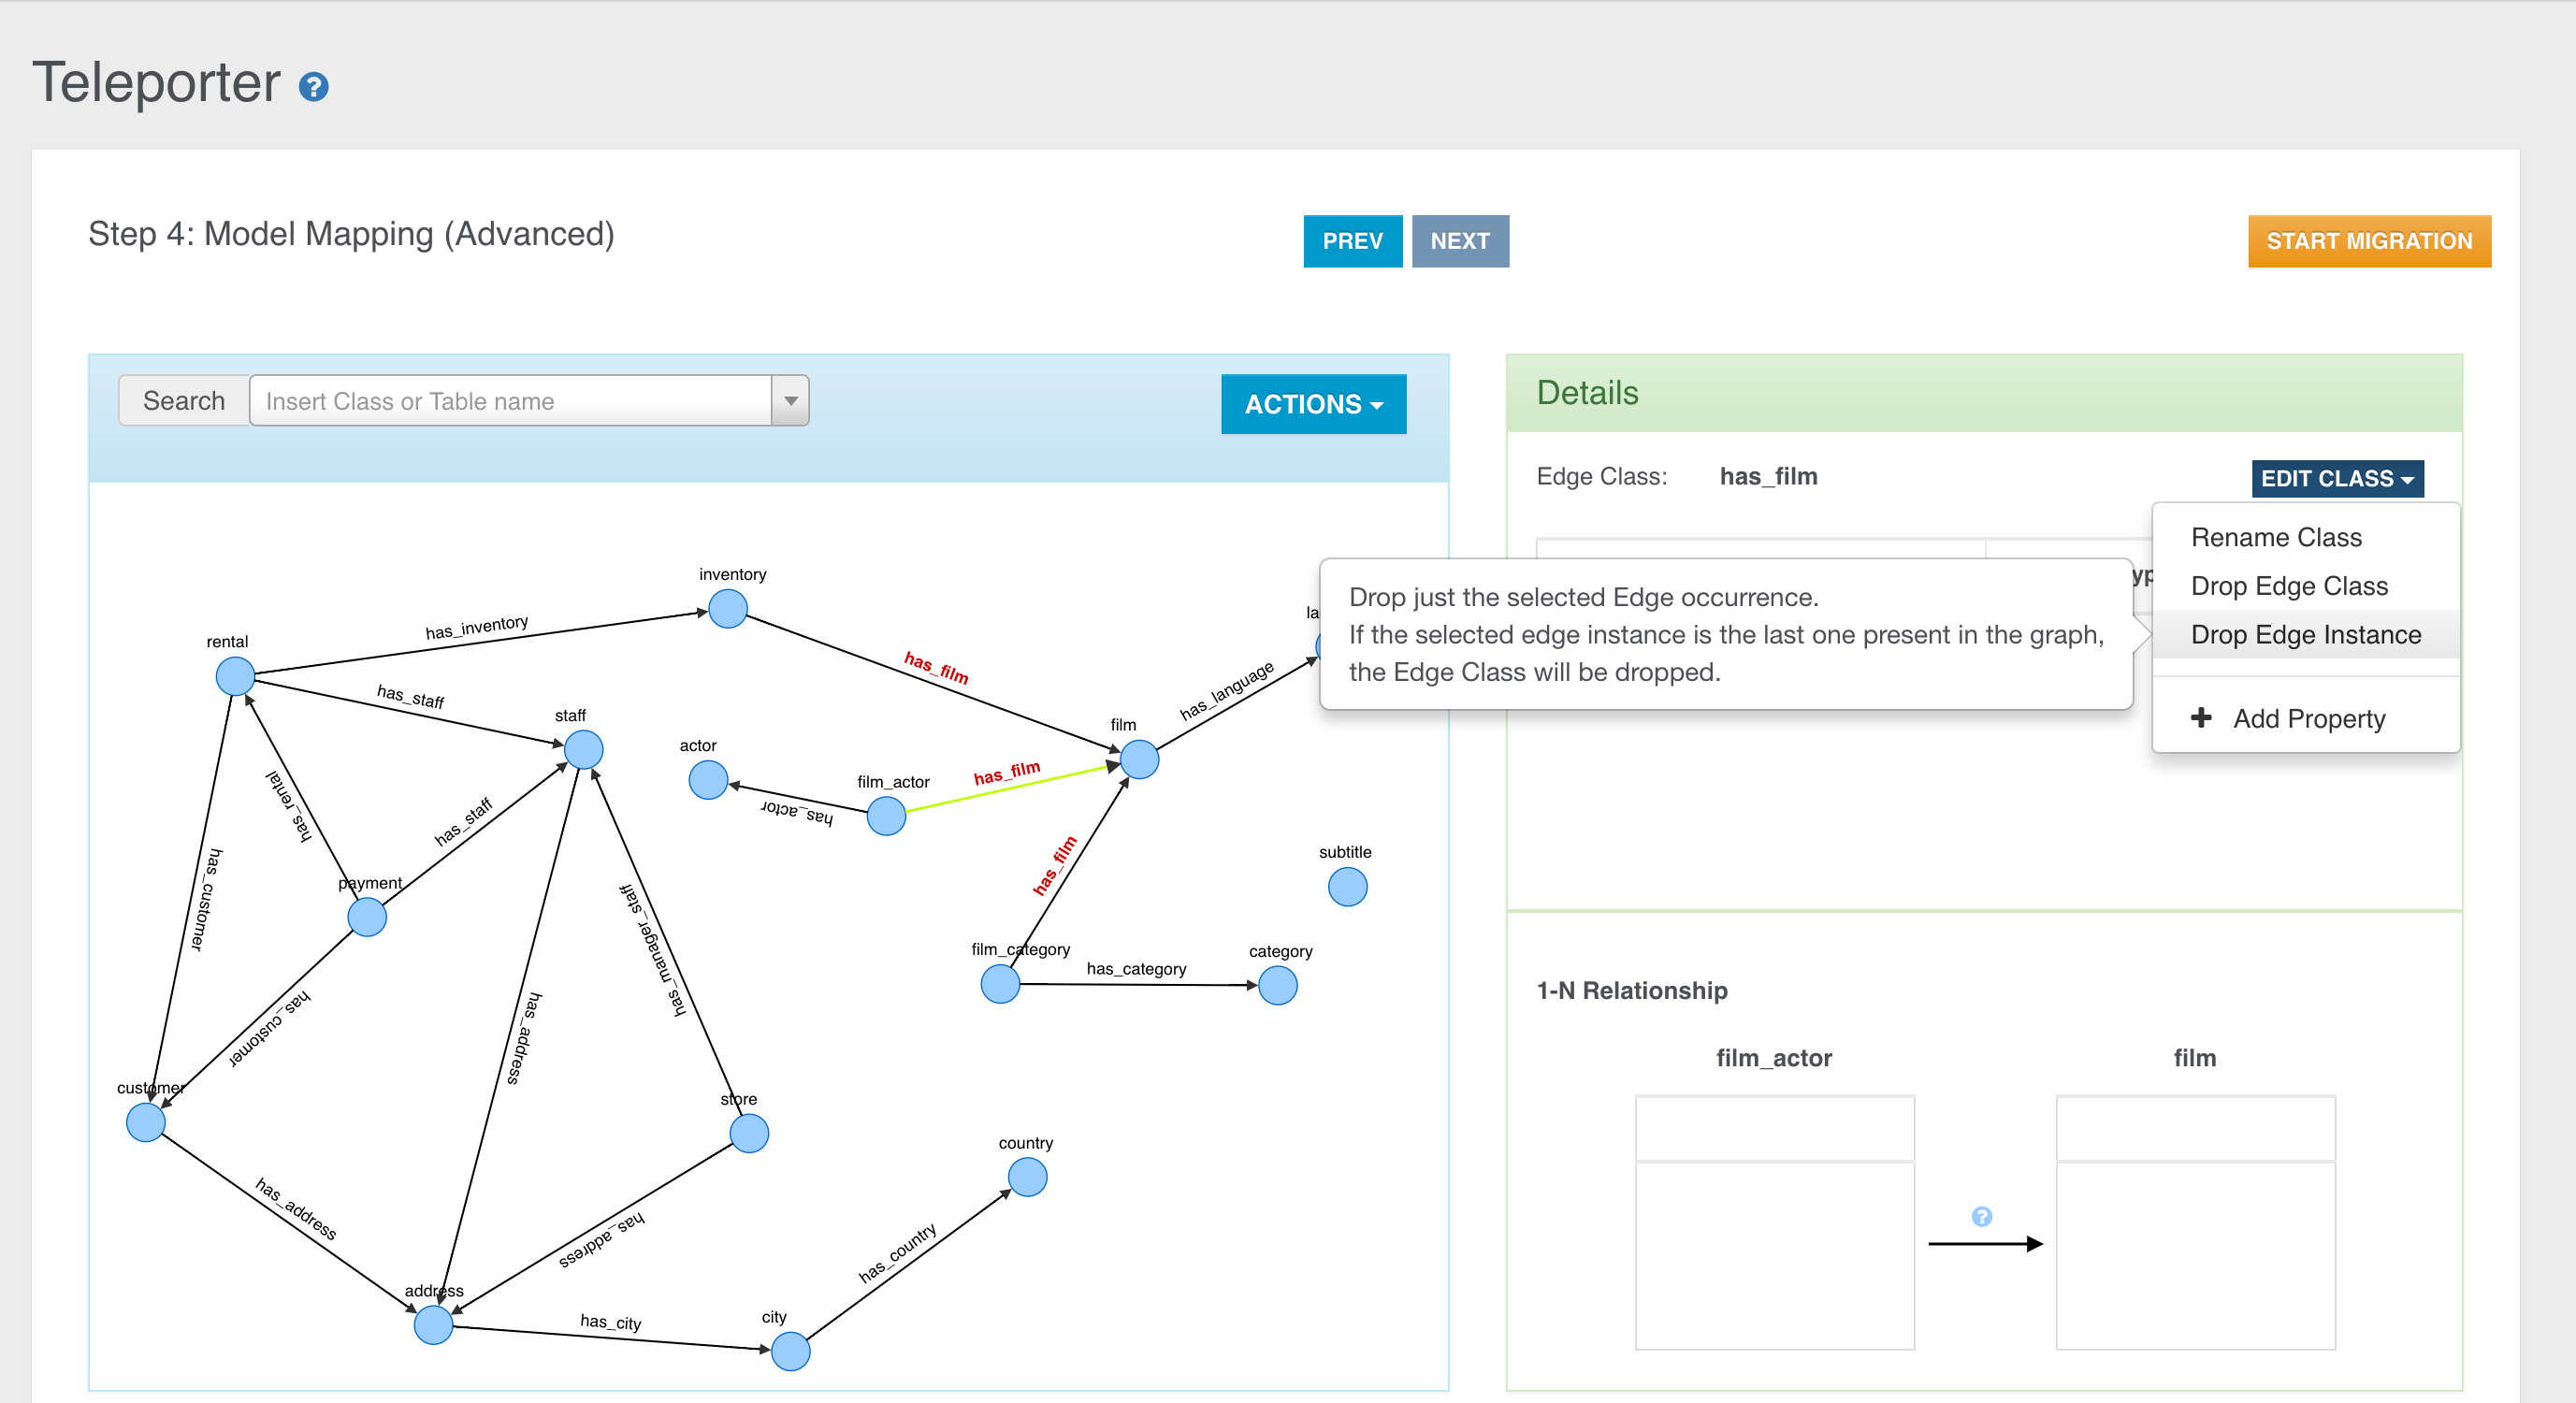 Teleporter ?
Step 4: Model Mapping (Advanced)
PREV
NEXT
START MIGRATION
Search
Insert Class or Table name
ACTIONS
inventory
has_inventory
rental
has_film
has_staff
staff
has_language
film
actor
film_actor
has_film
has_actor
has_rental
has_staff
payment
has_customer
has_manager_staff
has_film
subtitle
film_category
has_category
category
has_customer
has_address
customer
store
country
has_address
has_address
has_country
address
has_city
city
Details
Edge Class: has_film
EDIT CLASS
Rename Class
Drop Edge Class
Drop Edge Instance
Add Property
Drop just the selected Edge occurrence.
If the selected edge instance is the last one present in the graph,
the Edge Class will be dropped.
1-N Relationship
film_actor
film
?